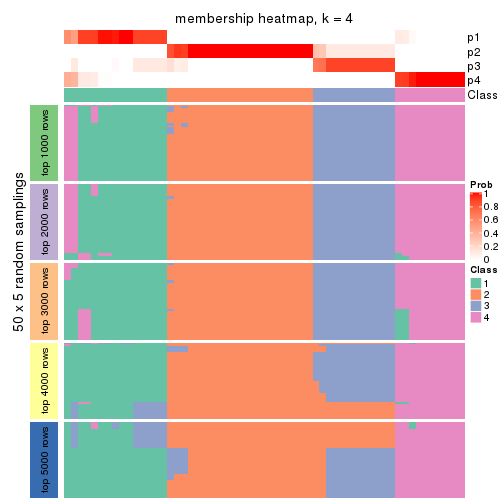 membership heatmap, k = 4
p1
p2
p3
p4
Class
50 x 5 random samplings
top 1000 rows
top 2000 rows
top 3000 rows
top 4000 rows
top 5000 rows
Prob
1
0.8
0.6
0.4
0.2
0
Class
1
2
3
4